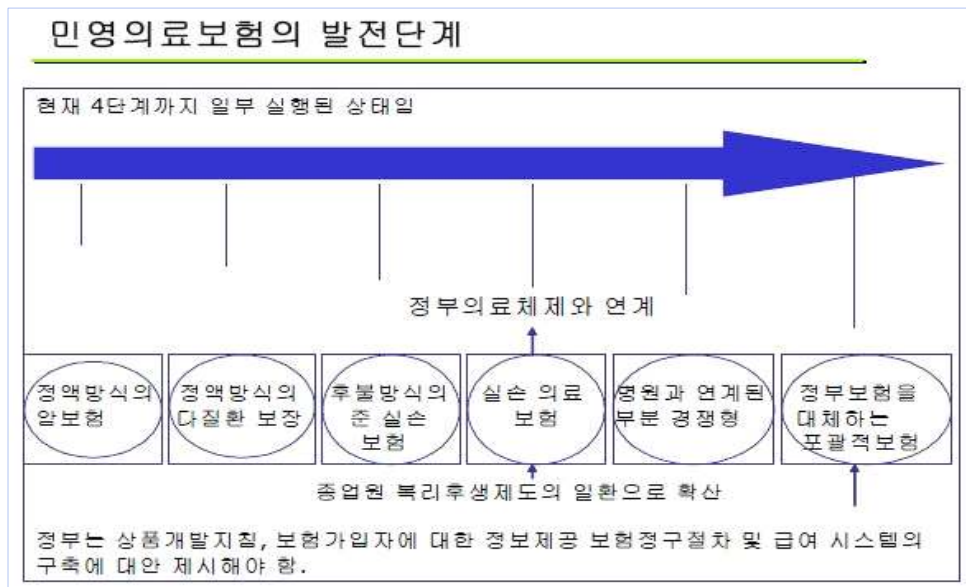 민영의료보험의 발전단계
현재 4단계까지 일부 실행된 상태임
정부의료체제와 연계
정액방식의
암보험
정액방식의
다질환 보장
후불방식의
준 실손
보험
실손 의료
보험
병원과 연계된
부분 경쟁형
정부보험을
대체하는
포괄적보험
종업원 복리후생제도의 일환으로 확산
정부는 상품개발지침, 보험가입자에 대한 정보제공 보험청구절차 및 급여 시스템의
구축에 대안 제시해야 함.